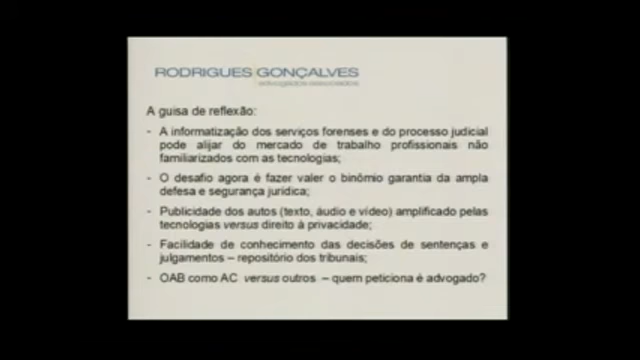 RODRIGUES GONÇALVES
advogados associados
A guisa de reflexão:
- A informatização dos serviços forenses e do processo judicial
pode alijar do mercado de trabalho profissionais não
familiarizados com as tecnologias;
- O desafio agora é fazer valer o binômio garantia da ampla
defesa e segurança jurídica;
- Publicidade dos autos (texto, áudio e vídeo) amplificado pelas
tecnologias versus direito à privacidade;
- Facilidade de conhecimento das decisões de sentenças e
julgamentos – repositório dos tribunais;
- OAB como AC versus outros – quem peticiona é advogado?